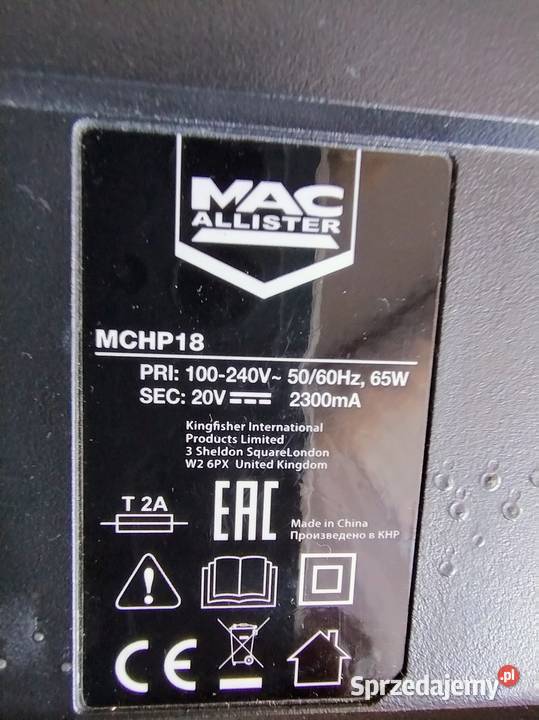 MAC
ALLISTER
MCHP18
PRI: 100-240V~ 50/60Hz, 65W
SEC: 20V⎓ 2300mA
Kingfisher International
Products Limited
3 Sheldon SquareLondon
W2 6PX United Kingdom
T 2A
EAC
Made in China
Произведено в КНР
CE
Sprzedajemy.pl